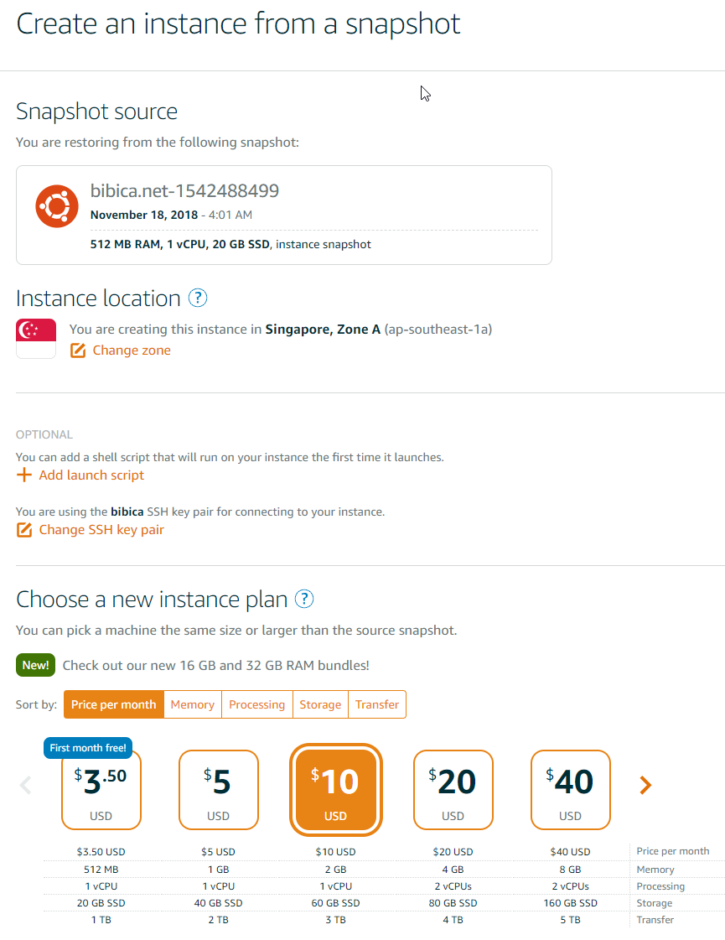 Create an instance from a snapshot
Snapshot source
You are restoring from the following snapshot:
bibica.net-1542488499
November 18, 2018 - 4:01 AM
512 MB RAM, 1 vCPU, 20 GB SSD, instance snapshot
Instance location ?
You are creating this instance in Singapore, Zone A (ap-southeast-1a)
Change zone
OPTIONAL
You can add a shell script that will run on your instance the first time it launches.
+ Add launch script
You are using the bibica SSH key pair for connecting to your instance.
Change SSH key pair
Choose a new instance plan ?
You can pick a machine the same size or larger than the source snapshot.
New! Check out our new 16 GB and 32 GB RAM bundles!
Sort by: Price per month Memory Processing Storage Transfer
First month free!
$3.50 $5 $10 $20 $40
USD USD USD USD USD
$3.50 USD $5 USD $10 USD $20 USD $40 USD Price per month
512 MB 1 GB 2 GB 4 GB 8 GB Memory
1 vCPU 1 vCPU 1 vCPU 2 vCPUs 2 vCPUs Processing
20 GB SSD 40 GB SSD 60 GB SSD 80 GB SSD 160 GB SSD Storage
1 TB 2 TB 3 TB 4 TB 5 TB Transfer